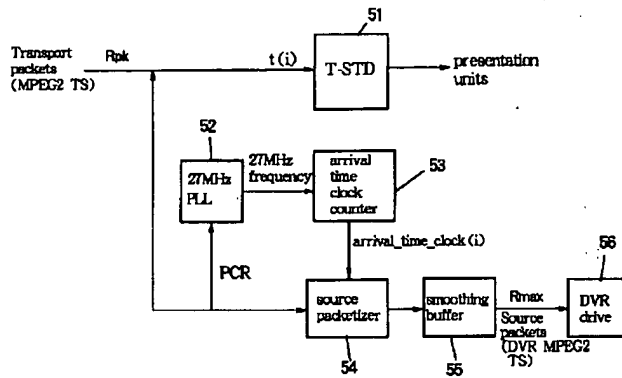 51
Transport
packets
(MPEG2 TS)
Rpk
t(i)
T-STD
presentation
units
52
27MHz
PLL
27MHz
frequency
arrival
time
clock
counter
53
arrival_time_clock(i)
PCR
source
packetizer
54
smoothing
buffer
55
Rmax
Source
packets
(DVR MPEG2
TS)
56
DVR
drive